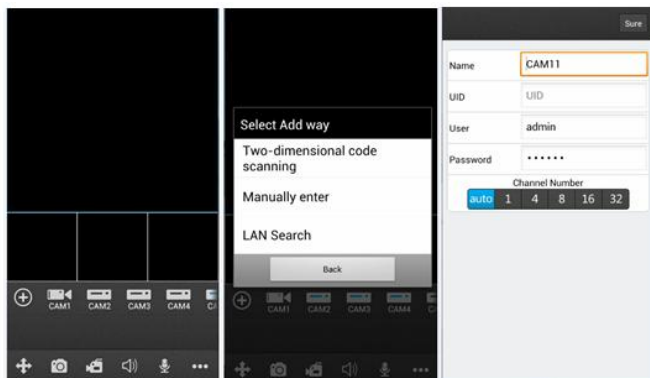 CAM1 CAM2 CAM3 CAM4
Select Add way
Two-dimensional code
scanning
Manually enter
LAN Search
Back
CAM1 CAM2 CAM3 CAM4
Sure
Name CAM11
UID UID
User admin
Password ······
Channel Number
auto 1 4 8 16 32